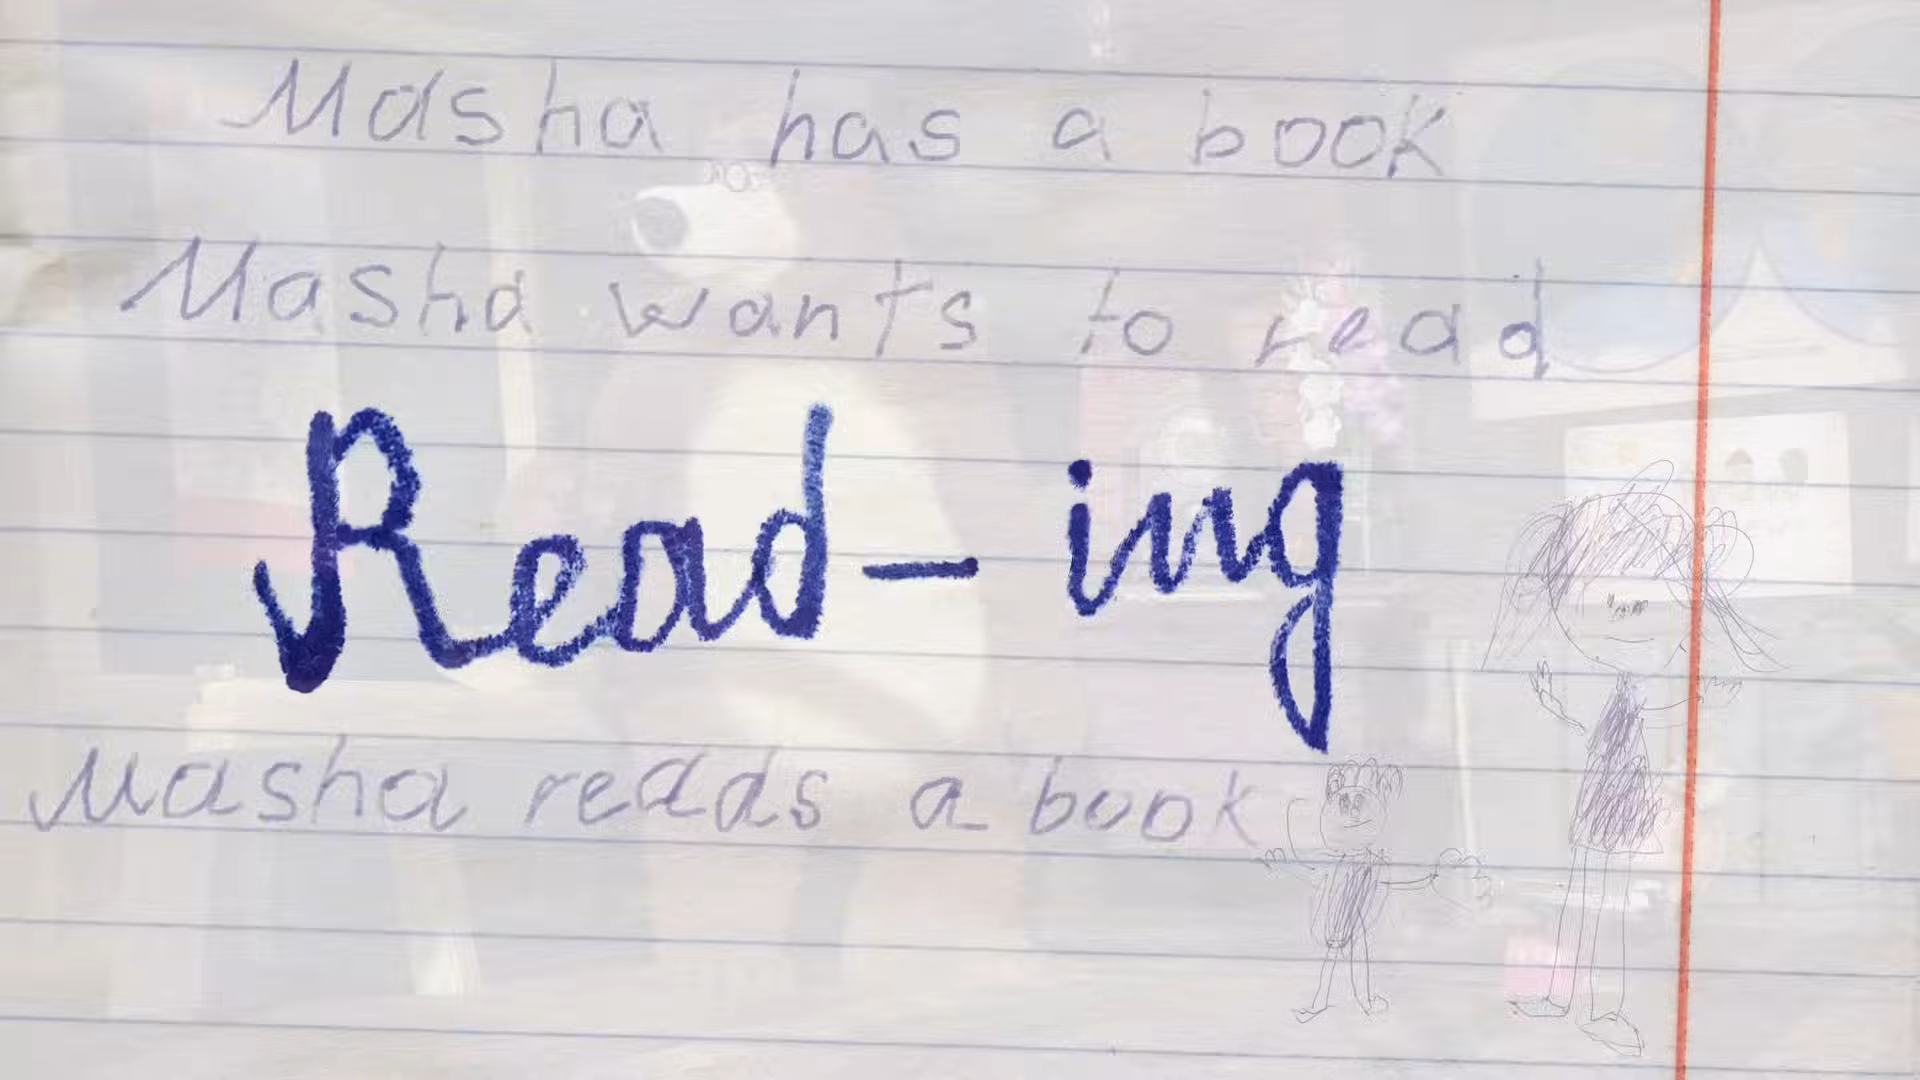 Masha has a book
Masha wants to read
Read - ing
Masha reads a book